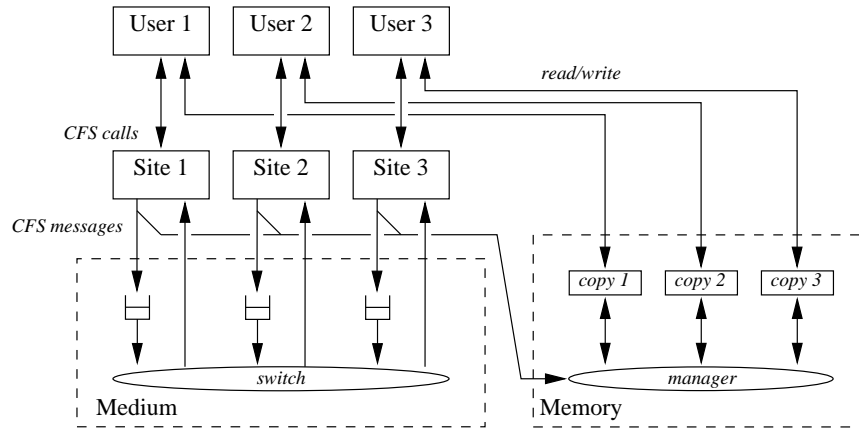 User 1 User 2 User 3
read/write
CFS calls
Site 1 Site 2 Site 3
CFS messages
copy 1 copy 2 copy 3
switch manager
Medium Memory